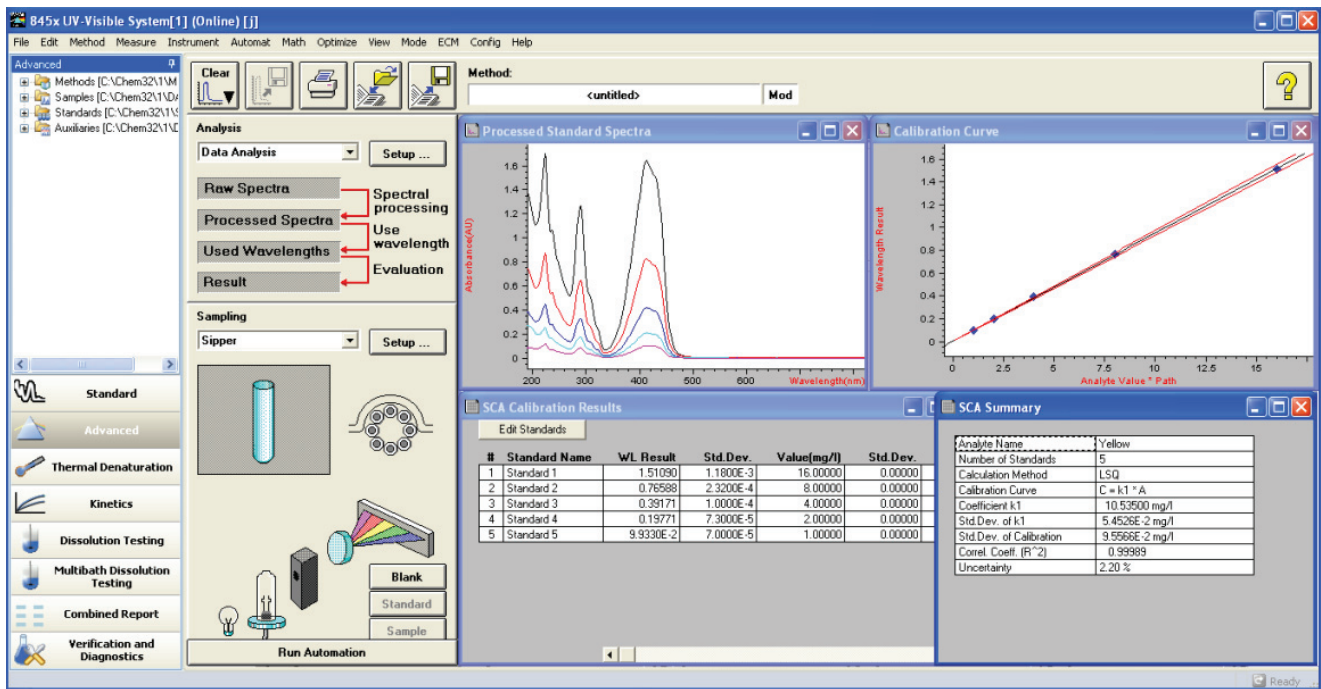 845x UV-Visible System[1] (Online) [j]
File Edit Method Measure Instrument Automat Math Optimize View Mode ECM Config Help
Advanced
Methods [C:\Chem32\1\M
Samples [C:\Chem32\1\DA
Standards [C:\Chem32\1\S
Auxiliaries [C:\Chem32\1\D
Standard
Advanced
Thermal Denaturation
Kinetics
Dissolution Testing
Multibath Dissolution
Testing
Combined Report
Verification and
Diagnostics
Clear
Method:
<untitled>
Mod
Analysis
Data Analysis
Setup ...
Raw Spectra
Spectral
processing
Processed Spectra
Use
wavelength
Used Wavelengths
Evaluation
Result
Sampling
Sipper
Setup ...
Blank
Standard
Sample
Run Automation
Processed Standard Spectra
Absorbance(AU)
1.6
1.4
1.2
1
0.8
0.6
0.4
0.2
0
200 300 400 500 600 Wavelength(nm)
Calibration Curve
Wavelength Result
1.6
1.4
1.2
1
0.8
0.6
0.4
0.2
0
0 2.5 5 7.5 10 12.5 15
Analyte Value * Path
SCA Calibration Results
Edit Standards
# Standard Name WL Result Std.Dev. Value(mg/l) Std.Dev.
1 Standard 1 1.51090 1.1800E-3 16.00000 0.00000
2 Standard 2 0.76588 2.3200E-4 8.00000 0.00000
3 Standard 3 0.39171 1.0000E-4 4.00000 0.00000
4 Standard 4 0.19771 7.3000E-5 2.00000 0.00000
5 Standard 5 9.9330E-2 7.0000E-5 1.00000 0.00000
SCA Summary
Analyte Name Yellow
Number of Standards 5
Calculation Method LSQ
Calibration Curve C = k1 * A
Coefficient k1 10.53500 mg/l
Std.Dev. of k1 5.4526E-2 mg/l
Std.Dev. of Calibration 9.5566E-2 mg/l
Correl. Coeff. (R^2) 0.99989
Uncertainty 2.20 %
Ready